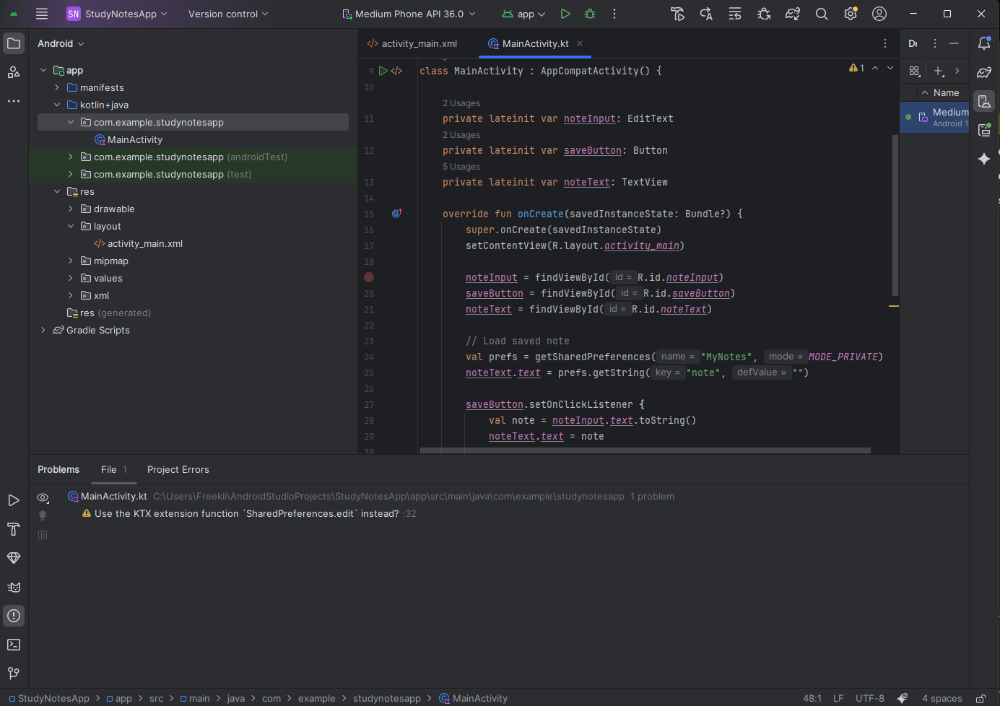 SN StudyNotesApp Version control Medium Phone API 36.0 app
Android
app
manifests
kotlin+java
com.example.studynotesapp
MainActivity
com.example.studynotesapp (androidTest)
com.example.studynotesapp (test)
res
drawable
layout
activity_main.xml
mipmap
values
xml
res (generated)
Gradle Scripts
activity_main.xml MainActivity.kt
1
9 class MainActivity : AppCompatActivity() {
10
2 Usages
11 private lateinit var noteInput: EditText
2 Usages
12 private lateinit var saveButton: Button
5 Usages
13 private lateinit var noteText: TextView
14
15 override fun onCreate(savedInstanceState: Bundle?) {
16 super.onCreate(savedInstanceState)
17 setContentView(R.layout.activity_main)
18
noteInput = findViewById( id = R.id.noteInput)
20 saveButton = findViewById( id = R.id.saveButton)
21 noteText = findViewById( id = R.id.noteText)
22
23 // Load saved note
24 val prefs = getSharedPreferences( name = "MyNotes", mode = MODE_PRIVATE)
25 noteText.text = prefs.getString( key = "note", defValue = "")
26
27 saveButton.setOnClickListener {
28 val note = noteInput.text.toString()
29 noteText.text = note
30
De
Name
Medium
Android 1
Problems File 1 Project Errors
MainActivity.kt C:\Users\Freekii\AndroidStudioProjects\StudyNotesApp\app\src\main\java\com\example\studynotesapp 1 problem
Use the KTX extension function `SharedPreferences.edit` instead? :32
StudyNotesApp > app > src > main > java > com > example > studynotesapp > MainActivity 48:1 LF UTF-8 4 spaces